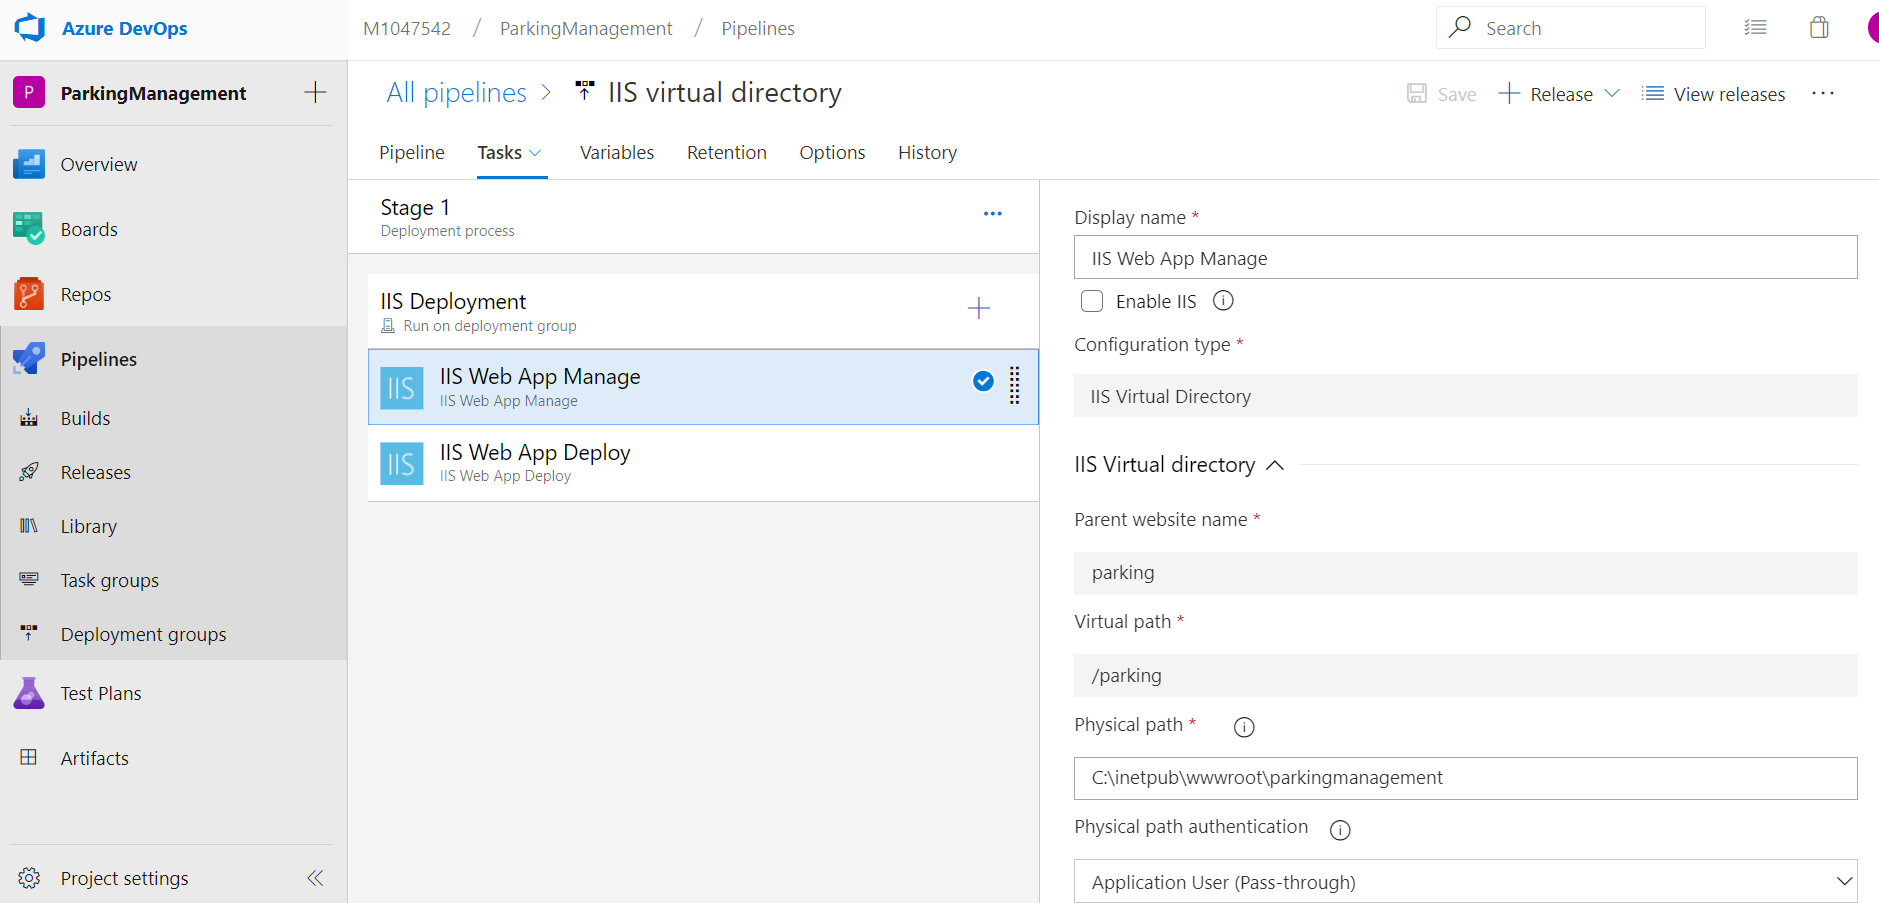 Azure DevOps
M1047542 / ParkingManagement / Pipelines
Search
P ParkingManagement
Overview
Boards
Repos
Pipelines
Builds
Releases
Library
Task groups
Deployment groups
Test Plans
Artifacts
Project settings
All pipelines > IIS virtual directory
Save
Release
View releases
Pipeline Tasks Variables Retention Options History
Stage 1
Deployment process
IIS Deployment
Run on deployment group
IIS
IIS Web App Manage
IIS Web App Manage
IIS
IIS Web App Deploy
IIS Web App Deploy
Display name *
IIS Web App Manage
Enable IIS
Configuration type *
IIS Virtual Directory
IIS Virtual directory
Parent website name *
parking
Virtual path *
/parking
Physical path *
C:\inetpub\wwwroot\parkingmanagement
Physical path authentication
Application User (Pass-through)